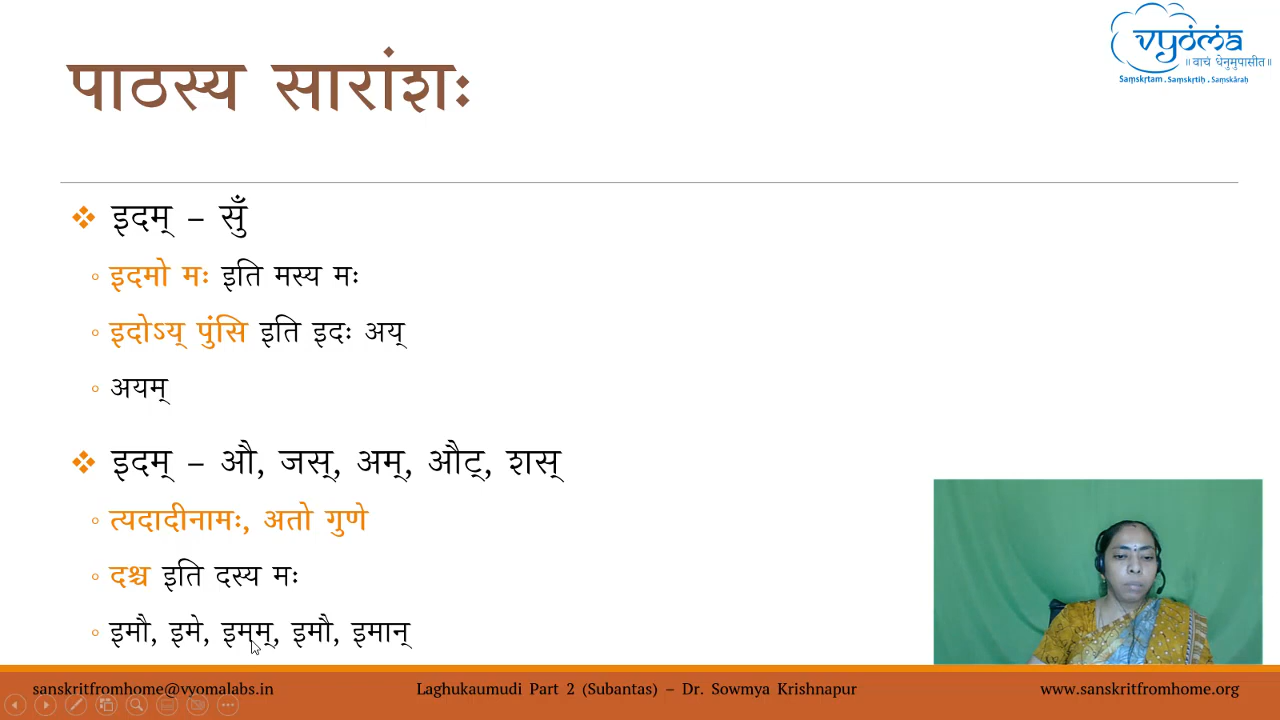 vyoma
॥ वाचं धेनुमुपासीत॥
Saṃskṛtam . Saṃskṛtiḥ , Saṃskāraḥ
पाठस्य सारांशः
इदम् – सुँ
इदमो मः इति मस्य मः
इदोऽय् पुंसि इति इदः अय्
अयम्
इदम् – औ, जस्, अम्, औट्, शस्
त्यदादीनामः, अतो गुणे
दश्च इति दस्य मः
इमौ, इमे, इमम्, इमौ, इमान्
sanskritfromhome@vyomalabs.in
Laghukaumudi Part 2 (Subantas) – Dr. Sowmya Krishnapur
www.sanskritfromhome.org